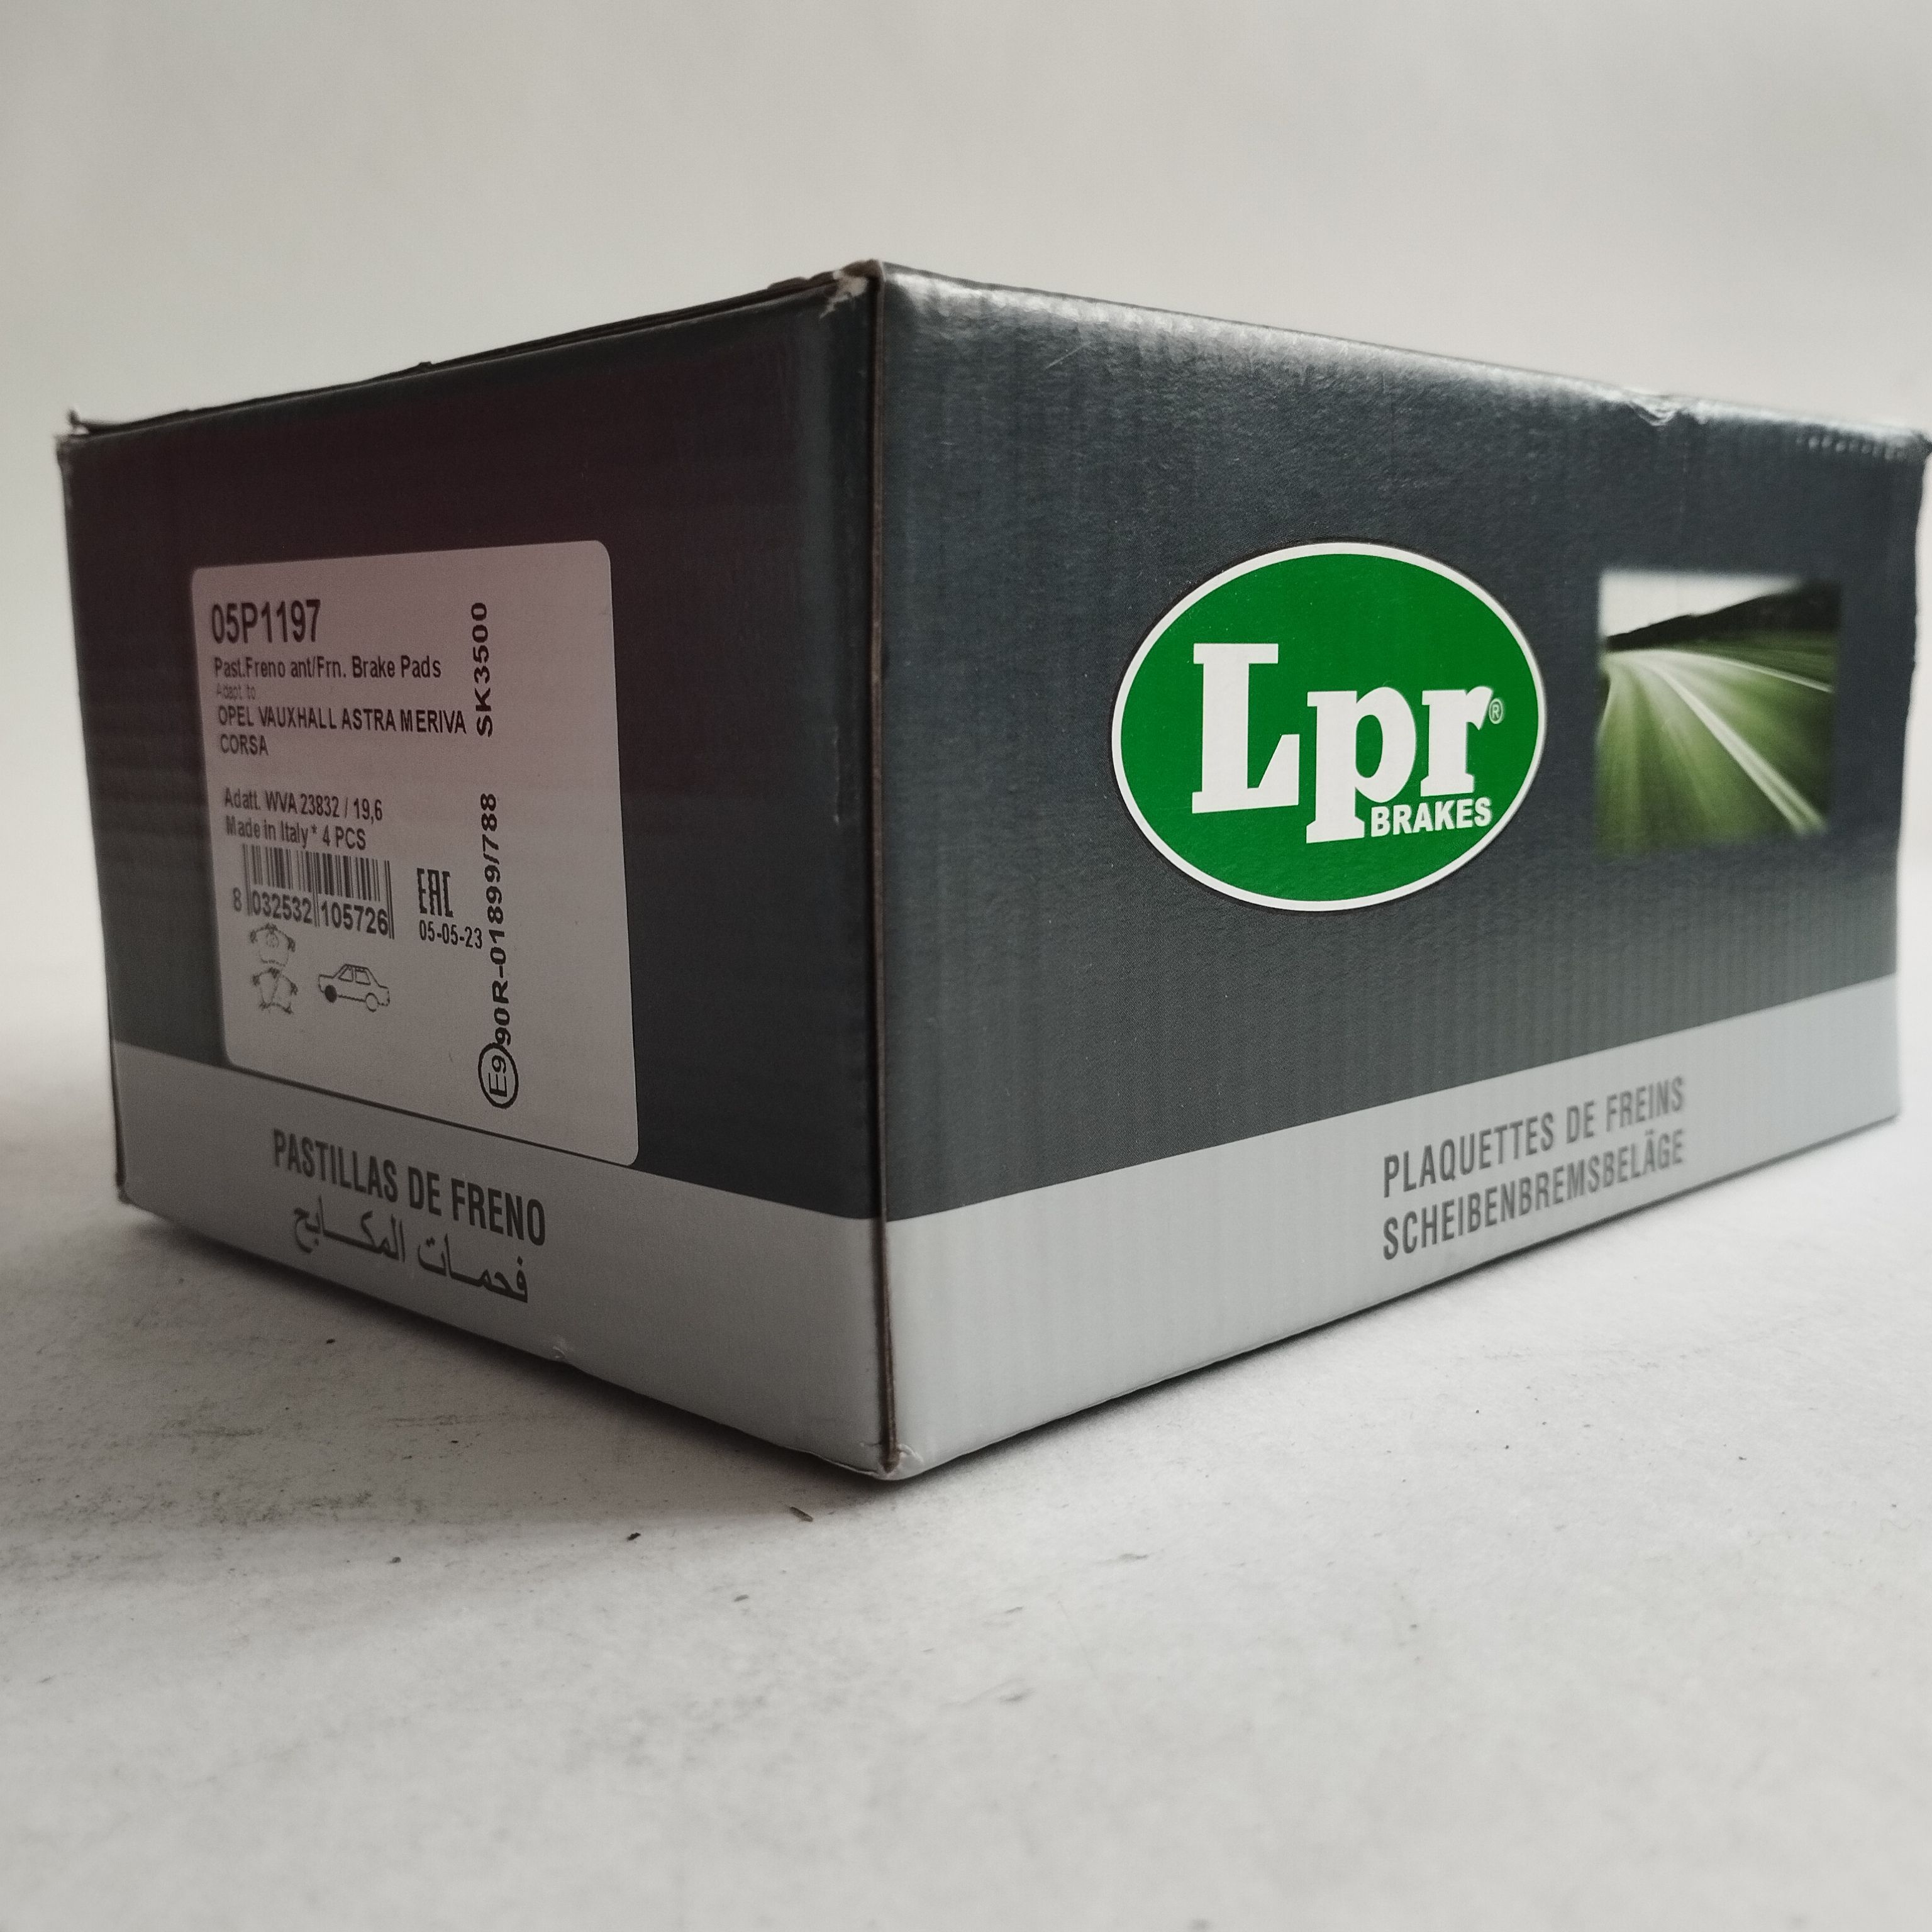 05P1197
Past.Freno ant/Frn. Brake Pads
Adapt. to
OPEL VAUXHALL ASTRA MERIVA
CORSA
Adatt. WVA 23832 / 19,6
Made in Italy * 4 PCS
8 032532 105726
EAC
05-05-23
SK3500
E9 90R-01899/788
PASTILLAS DE FRENO
فحمات المكابح
Lpr®
BRAKES
PLAQUETTES DE FREINS
SCHEIBENBREMSBELÄGE